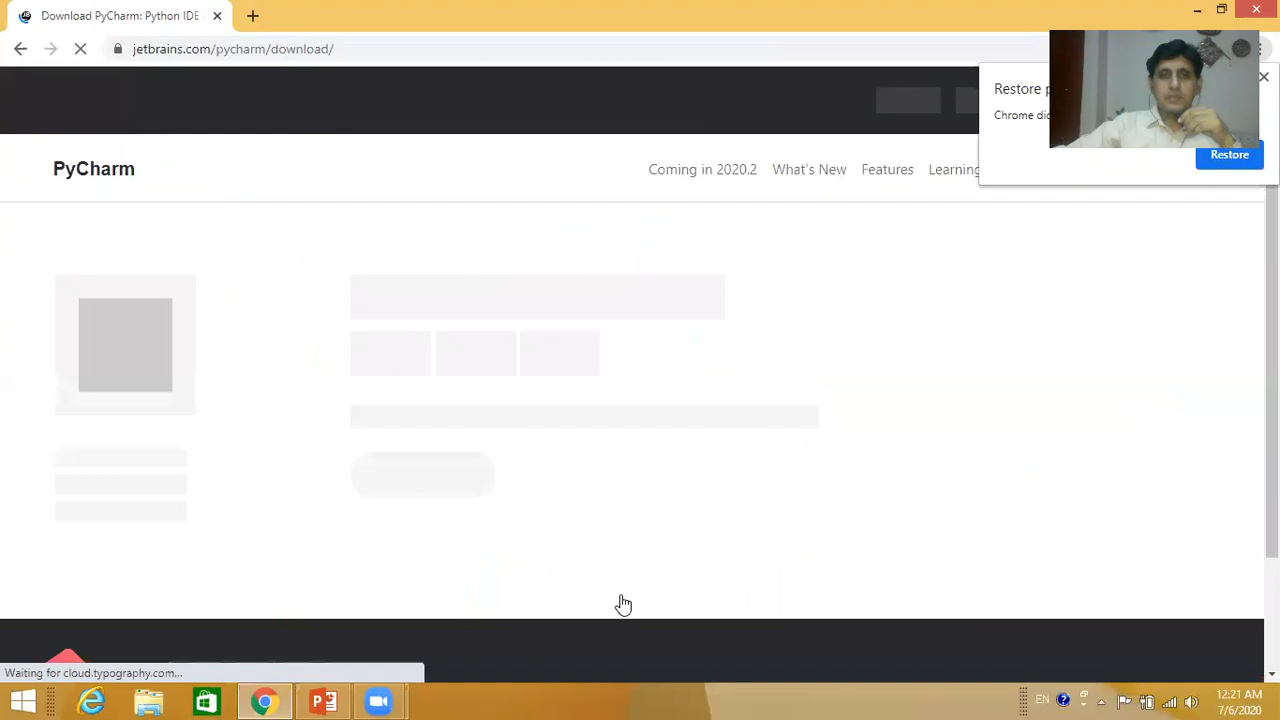 Download PyCharm: Python IDE
jetbrains.com/pycharm/download/
Restore p
Chrome did
Restore
PyCharm
Coming in 2020.2
What's New
Features
Learning
Waiting for cloud.typography.com...
EN
12:21 AM
7/6/2020